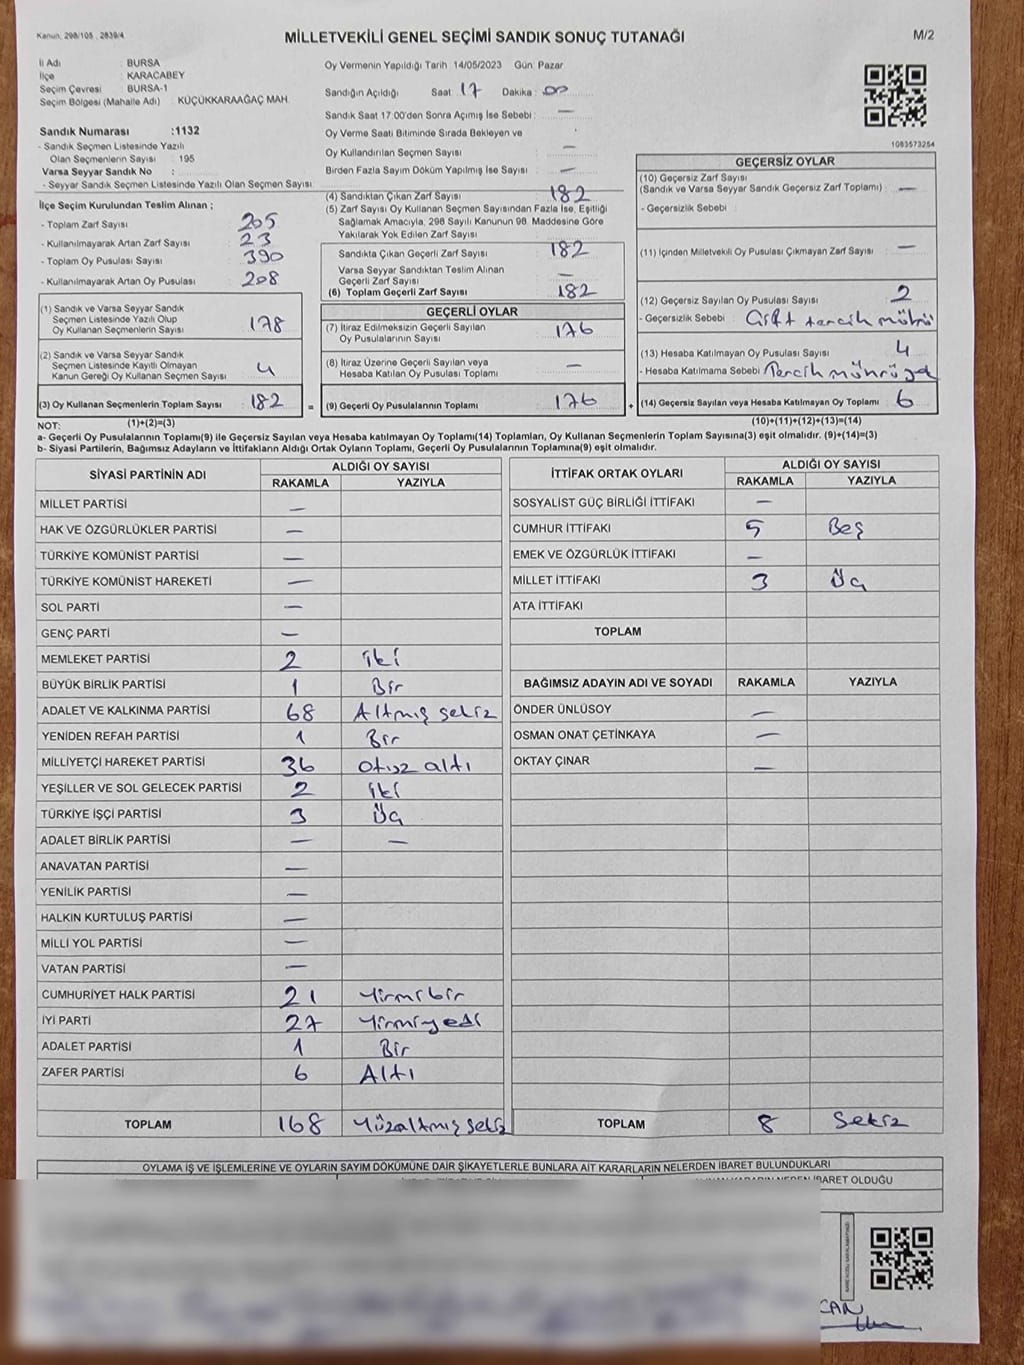 Kanun, 298/105 , 2839/4
MİLLETVEKİLİ GENEL SEÇİMİ SANDIK SONUÇ TUTANAĞI
M/2
İl Adı : BURSA
İlçe : KARACABEY
Seçim Çevresi : BURSA-1
Seçim Bölgesi (Mahalle Adı) : KÜÇÜKKARAAĞAÇ MAH.
Sandık Numarası :1132
- Sandık Seçmen Listesinde Yazılı
Olan Seçmenlerin Sayısı : 195
Varsa Seyyar Sandık No :
- Seyyar Sandık Seçmen Listesinde Yazılı Olan Seçmen Sayısı:
Oy Vermenin Yapıldığı Tarih 14/05/2023 Gün: Pazar
Sandığın Açıldığı Saat : 17 Dakika : 00
Sandık Saat 17:00'den Sonra Açımış İse Sebebi : —
Oy Verme Saati Bitiminde Sırada Bekleyen ve
Oy Kullandırılan Seçmen Sayısı —
Birden Fazla Sayım Döküm Yapılmış İse Sayısı —
1083573254
İlçe Seçim Kurulundan Teslim Alınan ;
- Toplam Zarf Sayısı 205
- Kullanılmayarak Artan Zarf Sayısı 23
- Toplam Oy Pusulası Sayısı 390
- Kullanılmayarak Artan Oy Pusulası 208
(1) Sandık ve Varsa Seyyar Sandık
Seçmen Listesinde Yazılı Olup
Oy Kullanan Seçmenlerin Sayısı 178
(2) Sandık ve Varsa Seyyar Sandık
Seçmen Listesinde Kayıtlı Olmayan
Kanun Gereği Oy Kullanan Seçmen Sayısı 4
(3) Oy Kullanan Seçmenlerin Toplam Sayısı 182
(1)+(2)=(3)
(4) Sandıktan Çıkan Zarf Sayısı 182
(5) Zarf Sayısı Oy Kullanan Seçmen Sayısından Fazla İse, Eşitliği
Sağlamak Amacıyla, 298 Sayılı Kanunun 98. Maddesine Göre
Yakılarak Yok Edilen Zarf Sayısı
Sandıkta Çıkan Geçerli Zarf Sayısı 182
Varsa Seyyar Sandıktan Teslim Alınan
Geçerli Zarf Sayısı —
(6) Toplam Geçerli Zarf Sayısı 182
GEÇERLİ OYLAR
(7) İtiraz Edilmeksizin Geçerli Sayılan
Oy Pusulalarının Sayısı 176
(8) İtiraz Üzerine Geçerli Sayılan veya
Hesaba Katılan Oy Pusulası Toplamı —
= (9) Geçerli Oy Pusulalarının Toplamı 176
GEÇERSİZ OYLAR
(10) Geçersiz Zarf Sayısı
(Sandık ve Varsa Seyyar Sandık Geçersiz Zarf Toplamı) —
- Geçersizlik Sebebi :
(11) İçinden Milletvekili Oy Pusulası Çıkmayan Zarf Sayısı —
(12) Geçersiz Sayılan Oy Pusulası Sayısı 2
- Geçersizlik Sebebi : Çift tercih mührü
(13) Hesaba Katılmayan Oy Pusulası Sayısı 4
- Hesaba Katılmama Sebebi Tercih
+ (14) Geçersiz Sayılan veya Hesaba Katılmayan Oy Toplamı 6
(10)+(11)+(12)+(13)=(14)
NOT:
a- Geçerli Oy Pusulalarının Toplamı(9) ile Geçersiz Sayılan veya Hesaba katılmayan Oy Toplamı(14) Toplamları, Oy Kullanan Seçmenlerin Toplam Sayısına(3) eşit olmalıdır. (9)+(14)=(3)
b- Siyasi Partilerin, Bağımsız Adayların ve İttifakların Aldığı Ortak Oyların Toplamı, Geçerli Oy Pusulalarının Toplamına(9) eşit olmalıdır.
SİYASİ PARTİNİN ADI ALDIĞI OY SAYISI
RAKAMLA YAZIYLA
MİLLET PARTİSİ —
HAK VE ÖZGÜRLÜKLER PARTİSİ —
TÜRKİYE KOMÜNİST PARTİSİ —
TÜRKİYE KOMÜNİST HAREKETİ —
SOL PARTİ —
GENÇ PARTİ —
MEMLEKET PARTİSİ 2 iki
BÜYÜK BİRLİK PARTİSİ 1 Bir
ADALET VE KALKINMA PARTİSİ 68 Altmış sekiz
YENİDEN REFAH PARTİSİ 1 Bir
MİLLİYETÇİ HAREKET PARTİSİ 36 otuz altı
YEŞİLLER VE SOL GELECEK PARTİSİ 2 iki
TÜRKİYE İŞÇİ PARTİSİ 3 Üç
ADALET BİRLİK PARTİSİ — —
ANAVATAN PARTİSİ —
YENİLİK PARTİSİ —
HALKIN KURTULUŞ PARTİSİ —
MİLLİ YOL PARTİSİ —
VATAN PARTİSİ —
CUMHURİYET HALK PARTİSİ 21 Yirmi bir
İYİ PARTİ 27 Yirmiyedi
ADALET PARTİSİ 1 Bir
ZAFER PARTİSİ 6 Altı
TOPLAM 168 Yüzaltmış sekiz
İTTİFAK ORTAK OYLARI ALDIĞI OY SAYISI
RAKAMLA YAZIYLA
SOSYALİST GÜÇ BİRLİĞİ İTTİFAKI —
CUMHUR İTTİFAKI 5 Beş
EMEK VE ÖZGÜRLÜK İTTİFAKI —
MİLLET İTTİFAKI 3 Üç
ATA İTTİFAKI
TOPLAM
BAĞIMSIZ ADAYIN ADI VE SOYADI RAKAMLA YAZIYLA
ÖNDER ÜNLÜSOY —
OSMAN ONAT ÇETİNKAYA —
OKTAY ÇINAR —
TOPLAM 8 Sekiz
OYLAMA İŞ VE İŞLEMLERİNE VE OYLARIN SAYIM DÖKÜMÜNE DAİR ŞİKAYETLERLE BUNLARA AİT KARARLARIN NELERDEN İBARET BULUNDUKLARI
İBARET OLDUĞU
CAN